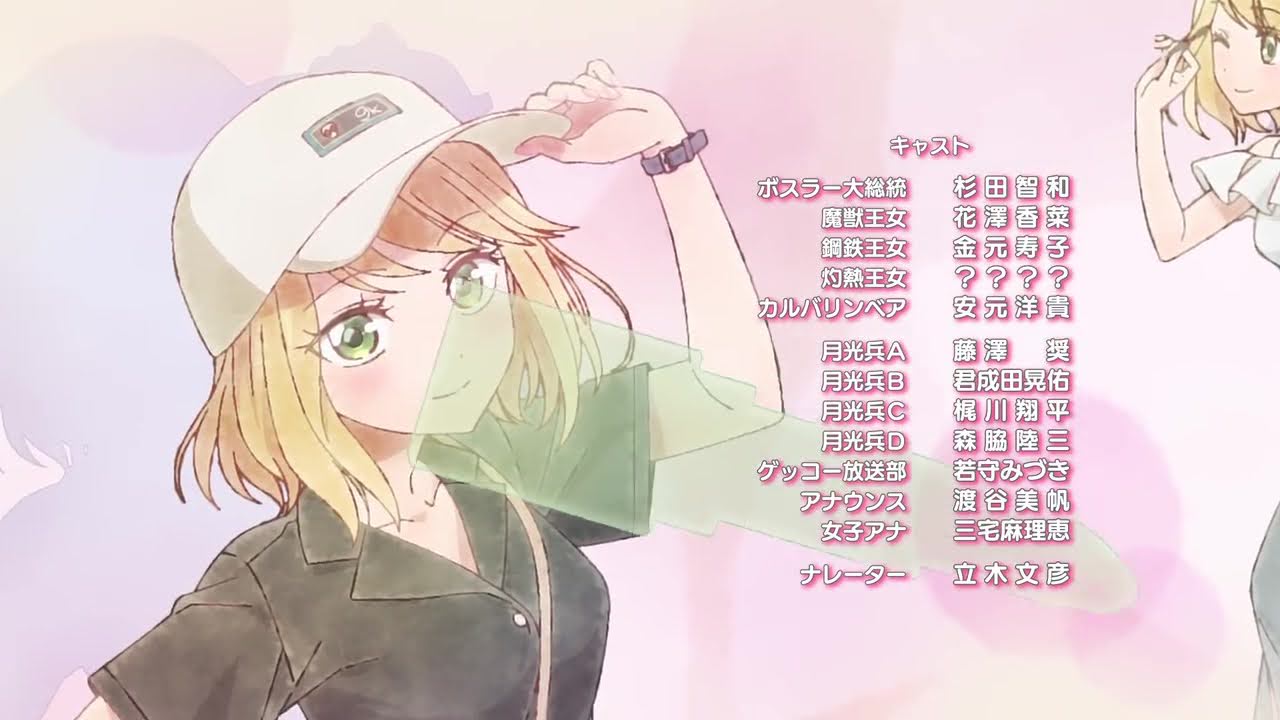 キャスト
ボスラー大総統 杉田智和
魔獣王女 花澤香菜
鋼鉄王女 金元寿子
灼熱王女 ????
カルバリンベア 安元洋貴
月光兵A 藤澤 奨
月光兵B 君成田晃佑
月光兵C 梶川翔平
月光兵D 森脇陸三
ゲッコー放送部 若守みづき
アナウンス 渡谷美帆
女子アナ 三宅麻理恵
ナレーター 立木文彦